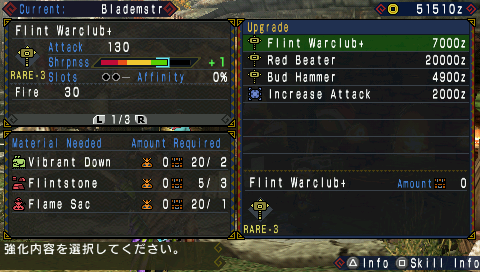 Current: Blademstr
51510z
Flint Warclub+
Attack 130
Shrpnss +1
RARE-3
Slots ○○― Affinity 0%
Fire 30
L 1/3 R
Material Needed Amount Required
Vibrant Down 0 20/ 2
Flintstone 0 5/ 3
Flame Sac 0 20/ 1
Upgrade
Flint Warclub+ 7000z
Red Beater 20000z
Bud Hammer 4900z
Increase Attack 2000z
Flint Warclub+ Amount 0
RARE-3
強化内容を選択してください。
△ Info □ Skill Info